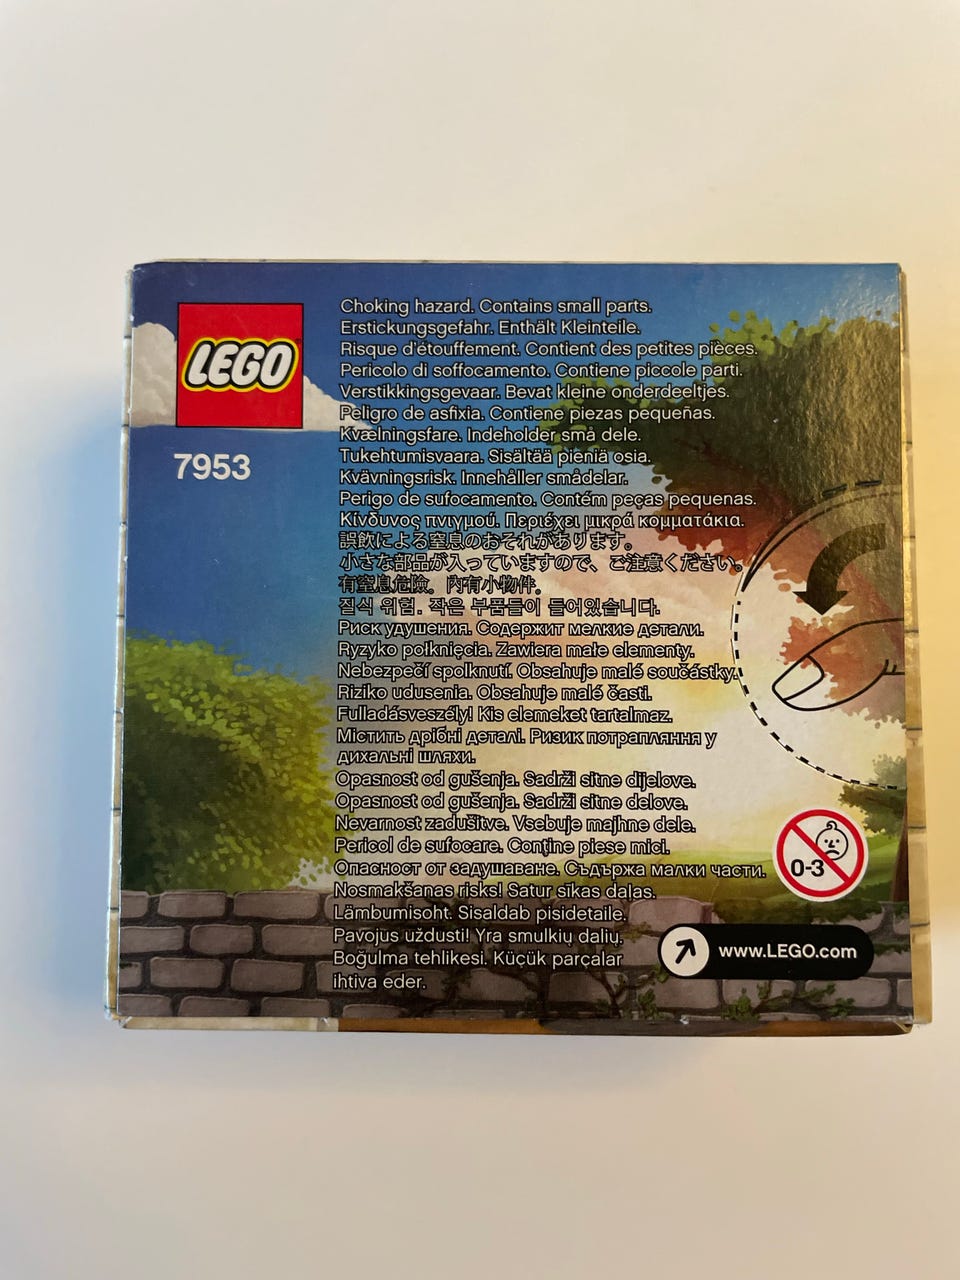 LEGO
7953
Choking hazard. Contains small parts.
Erstickungsgefahr. Enthält Kleinteile.
Risque d'étouffement. Contient des petites pièces.
Pericolo di soffocamento. Contiene piccole parti.
Verstikkingsgevaar. Bevat kleine onderdeeltjes.
Peligro de asfixia. Contiene piezas pequeñas.
Kvælningsfare. Indeholder små dele.
Tukehtumisvaara. Sisältää pieniä osia.
Kvävningsrisk. Innehåller smådelar.
Perigo de sufocamento. Contém peças pequenas.
Κίνδυνος πνιγμού. Περιέχει μικρά κομματάκια.
誤飲による窒息のおそれがあります。
小さな部品が入っていますので、ご注意ください。
有窒息危險。內有小物件。
질식 위험. 작은 부품들이 들어있습니다.
Риск удушения. Содержит мелкие детали.
Ryzyko połknięcia. Zawiera małe elementy.
Nebezpečí spolknutí. Obsahuje malé součástky.
Riziko udusenia. Obsahuje malé časti.
Fulladásveszély! Kis elemeket tartalmaz.
Містить дрібні деталі. Ризик потрапляння у
дихальні шляхи.
Opasnost od gušenja. Sadrži sitne dijelove.
Opasnost od gušenja. Sadrži sitne delove.
Nevarnost zadušitve. Vsebuje majhne dele.
Pericol de sufocare. Conţine piese mici.
Опасност от задушаване. Съдържа малки части.
Nosmakšanas risks! Satur sīkas daļas.
Lämbumisoht. Sisaldab pisidetaile.
Pavojus uždusti! Yra smulkių dalių.
Boğulma tehlikesi. Küçük parçalar
ihtiva eder.
0-3
www.LEGO.com